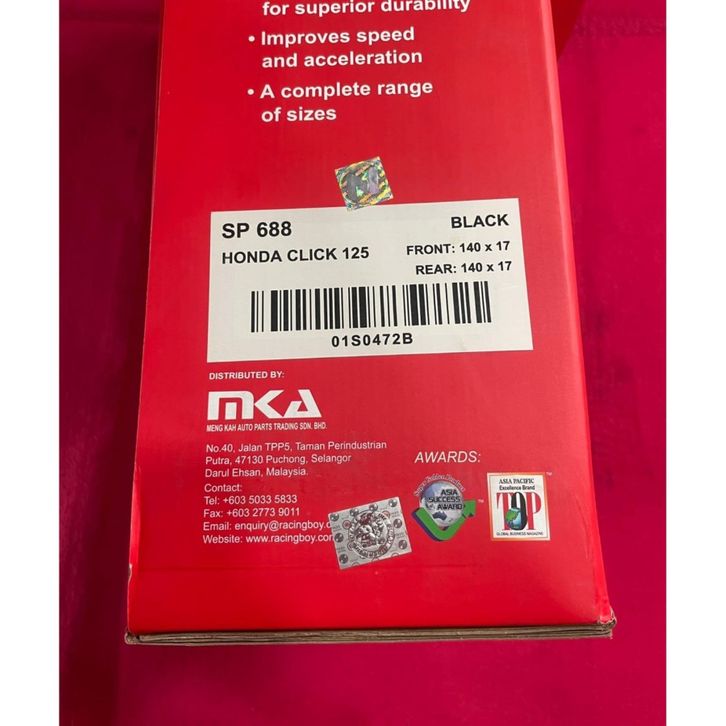 for superior durability
• Improves speed
and acceleration
• A complete range
of sizes
SP 688 BLACK
HONDA CLICK 125 FRONT: 140 x 17
REAR: 140 x 17
01S0472B
DISTRIBUTED BY:
MKA
MENG KAH AUTO PARTS TRADING SDN. BHD.
No.40, Jalan TPP5, Taman Perindustrian
Putra, 47130 Puchong, Selangor
Darul Ehsan, Malaysia.
Contact:
Tel: +603 5033 5833
Fax: +603 2773 9011
Email: enquiry@racingboy.c
Website: www.racingboy.co
AWARDS:
ASIA
SUCCESS
AWARD
ASIA PACIFIC
Excellence Brand
TOP
GLOBAL BUSINESS MAGAZINE